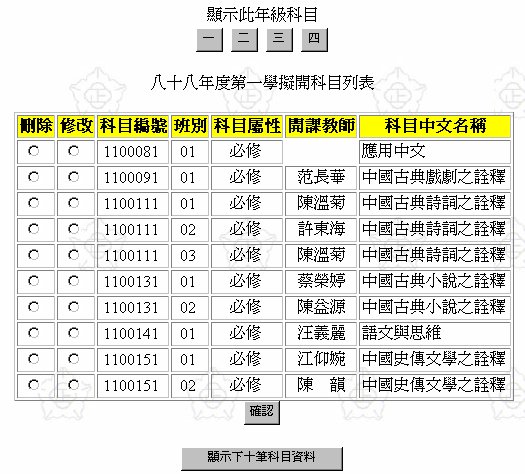 顯示此年級科目
一 二 三 四
八十八年度第一學擬開科目列表
刪除 修改 科目編號 班別 科目屬性 開課教師 科目中文名稱
1100081 01 必修 應用中文
1100091 01 必修 范長華 中國古典戲劇之詮釋
1100111 01 必修 陳溫菊 中國古典詩詞之詮釋
1100111 02 必修 許東海 中國古典詩詞之詮釋
1100111 03 必修 陳溫菊 中國古典詩詞之詮釋
1100131 01 必修 蔡榮婷 中國古典小說之詮釋
1100131 02 必修 陳益源 中國古典小說之詮釋
1100141 01 必修 汪義麗 語文與思維
1100151 01 必修 江仰婉 中國史傳文學之詮釋
1100151 02 必修 陳　韻 中國史傳文學之詮釋
確認
顯示下十筆科目資料